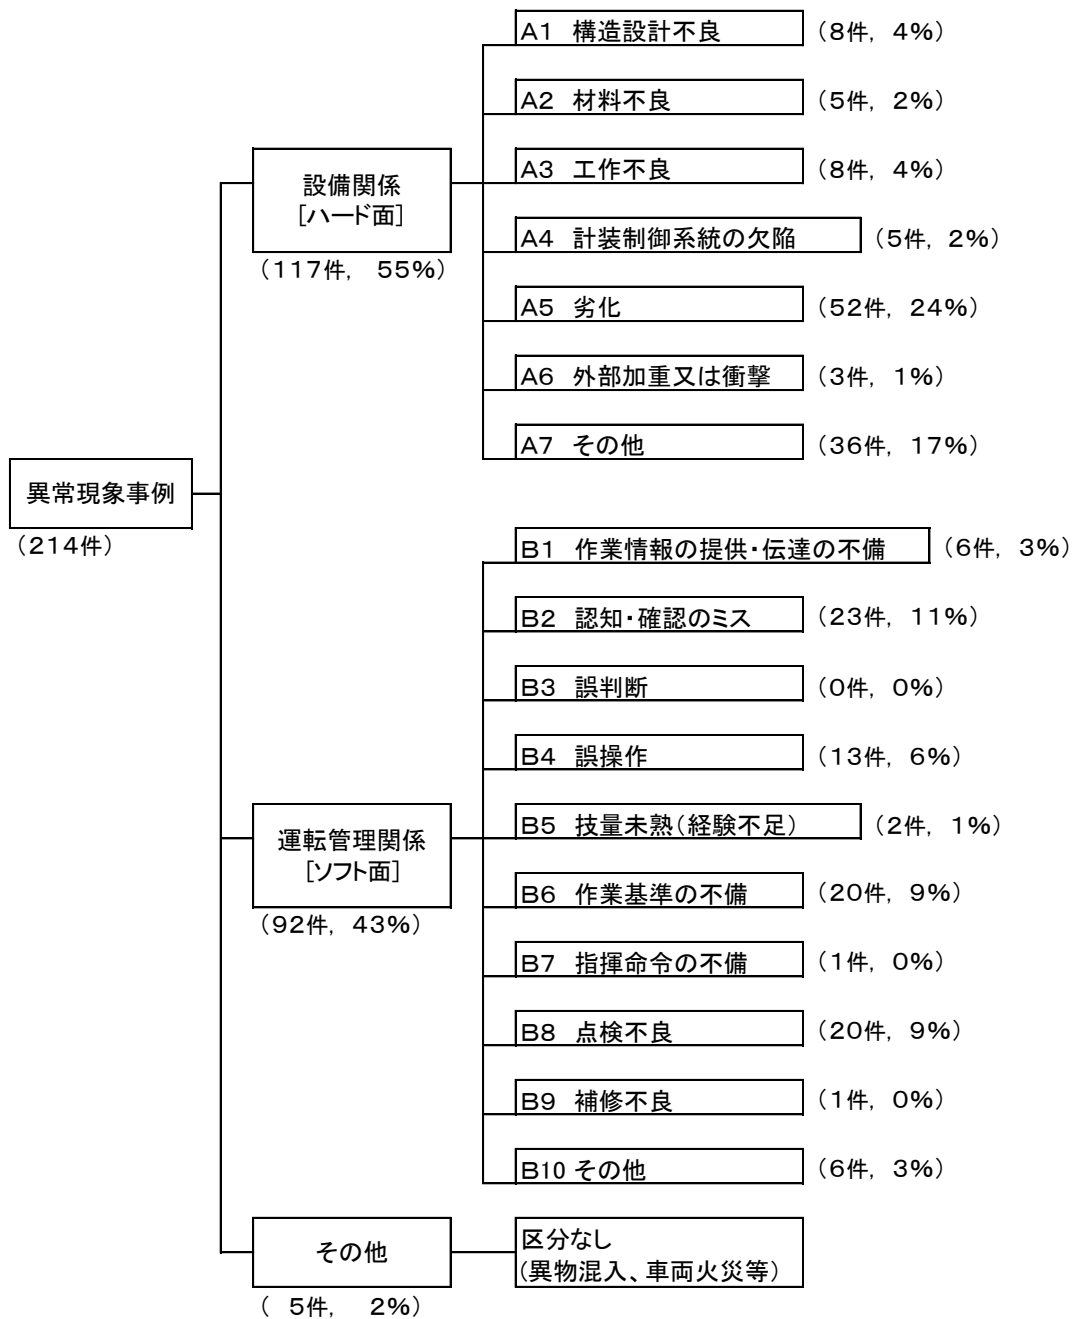 A1 構造設計不良 （8件, 4%）
A2 材料不良 （5件, 2%）
A3 工作不良 （8件, 4%）
設備関係
[ハード面]
（117件, 55%）
A4 計装制御系統の欠陥 （5件, 2%）
A5 劣化 （52件, 24%）
A6 外部加重又は衝撃 （3件, 1%）
A7 その他 （36件, 17%）
異常現象事例
（214件）
B1 作業情報の提供・伝達の不備 （6件, 3%）
B2 認知・確認のミス （23件, 11%）
B3 誤判断 （0件, 0%）
B4 誤操作 （13件, 6%）
運転管理関係
[ソフト面]
（92件, 43%）
B5 技量未熟（経験不足） （2件, 1%）
B6 作業基準の不備 （20件, 9%）
B7 指揮命令の不備 （1件, 0%）
B8 点検不良 （20件, 9%）
B9 補修不良 （1件, 0%）
B10 その他 （6件, 3%）
その他
（ 5件, 2%）
区分なし
（異物混入、車両火災等）